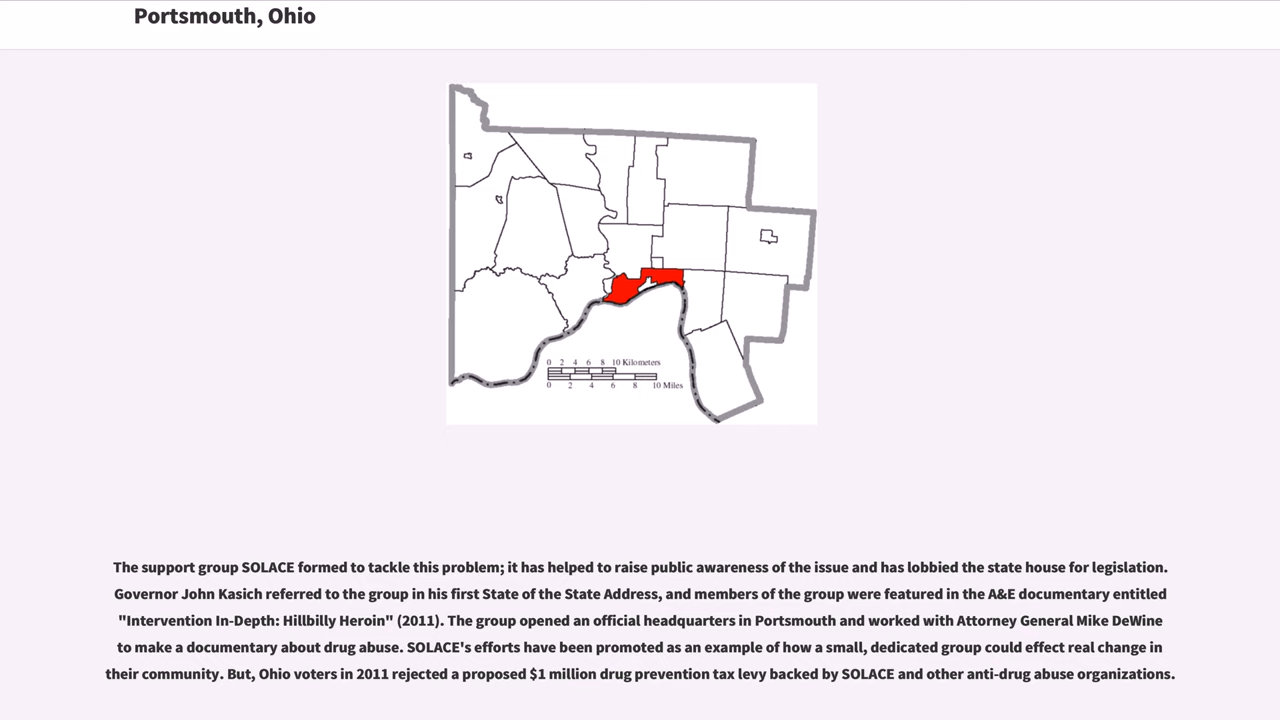 Portsmouth, Ohio
0 2 4 6 8 10 Kilometers
0 2 4 6 8 10 Miles
The support group SOLACE formed to tackle this problem; it has helped to raise public awareness of the issue and has lobbied the state house for legislation.
Governor John Kasich referred to the group in his first State of the State Address, and members of the group were featured in the A&E documentary entitled
"Intervention In-Depth: Hillbilly Heroin" (2011). The group opened an official headquarters in Portsmouth and worked with Attorney General Mike DeWine
to make a documentary about drug abuse. SOLACE's efforts have been promoted as an example of how a small, dedicated group could effect real change in
their community. But, Ohio voters in 2011 rejected a proposed $1 million drug prevention tax levy backed by SOLACE and other anti-drug abuse organizations.